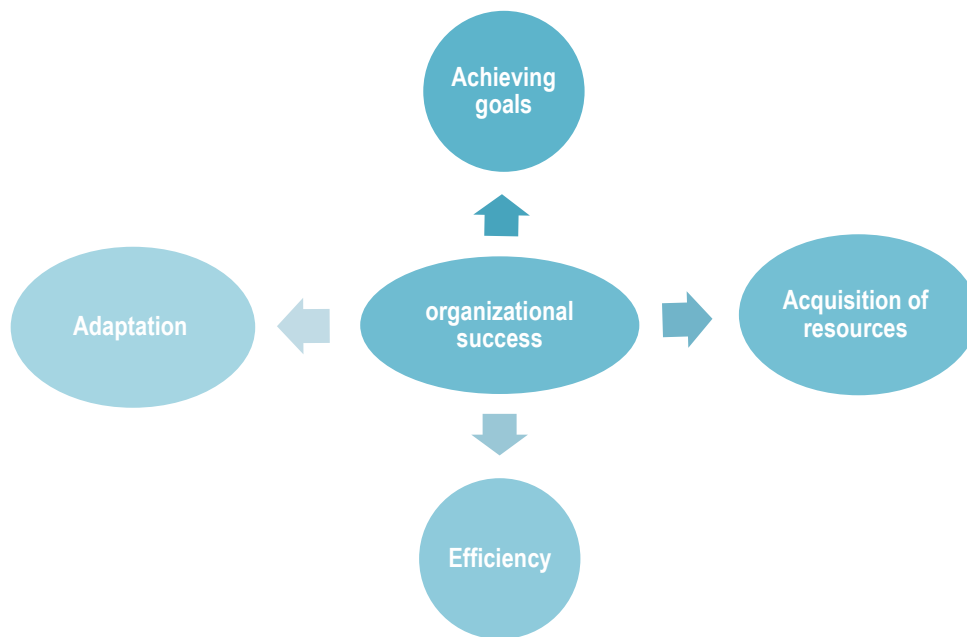 Achieving
goals
Adaptation
organizational
success
Acquisition of
resources
Efficiency